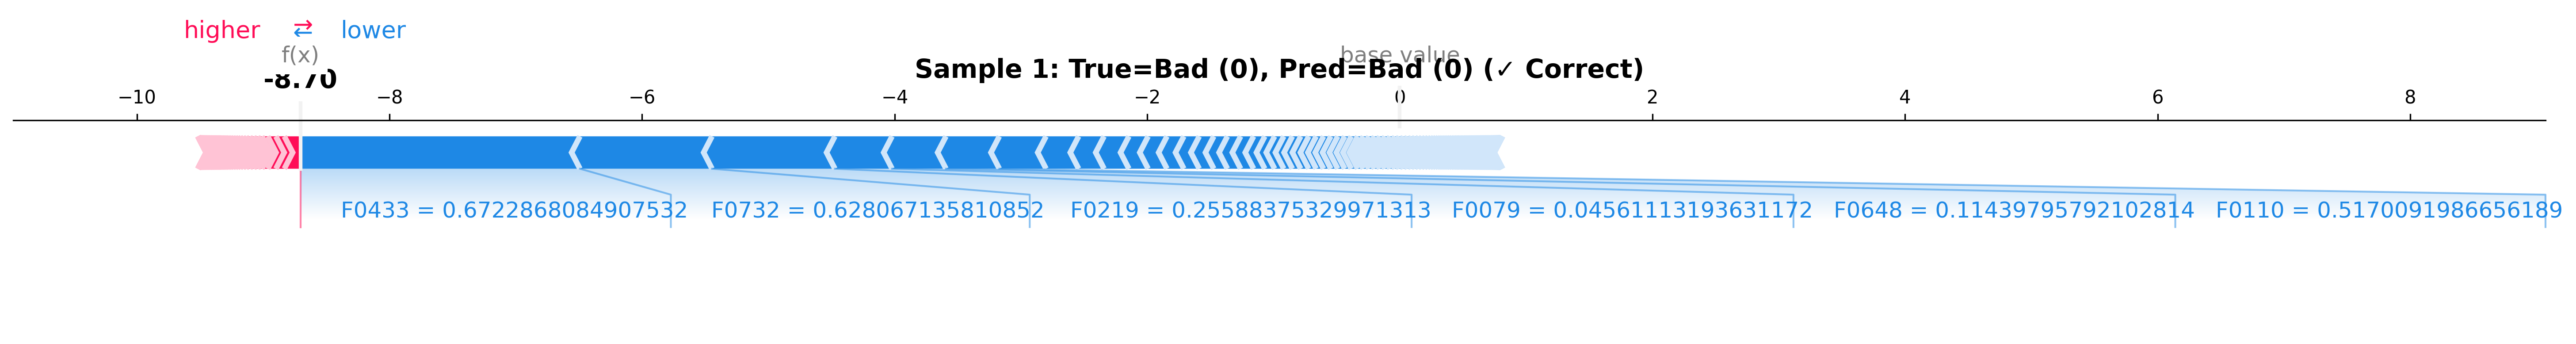 higher ⇄ lower
f(x) base value
-8.70 Sample 1: True=Bad (0), Pred=Bad (0) (✓ Correct)
−10 −8 −6 −4 −2 0 2 4 6 8
F0433 = 0.6722868084907532 F0732 = 0.628067135810852 F0219 = 0.25588375329971313 F0079 = 0.04561113193631172 F0648 = 0.11439795792102814 F0110 = 0.5170091986656189